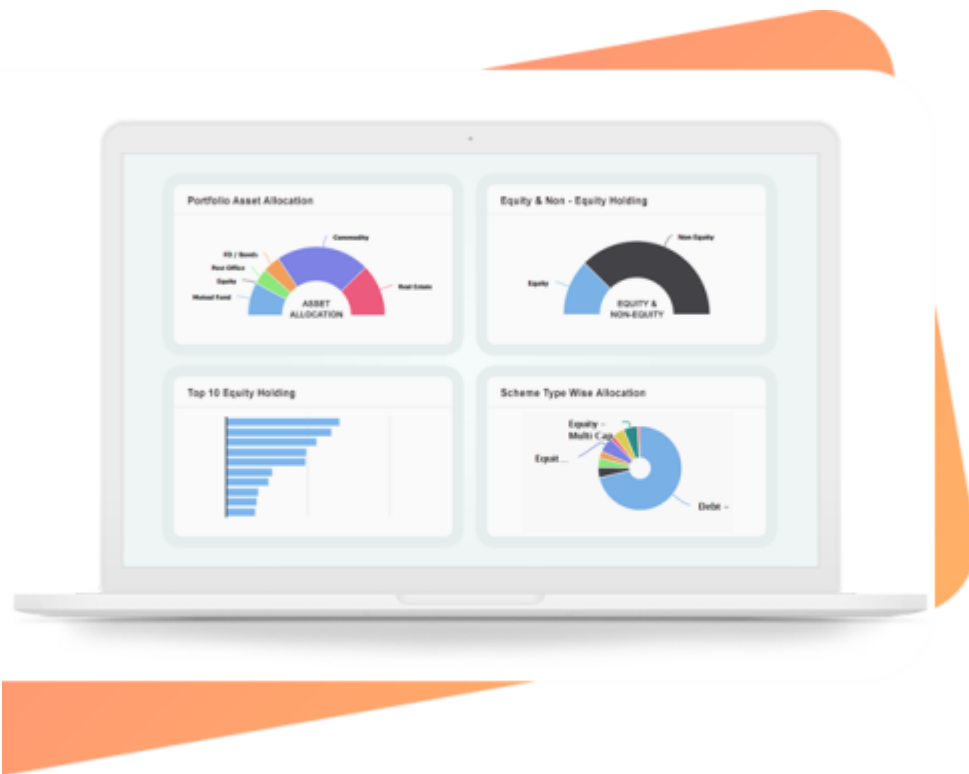 Portfolio Asset Allocation
Commodity
FD / Bonds
Post Office
Equity
Mutual Fund
Real Estate
ASSET
ALLOCATION
Equity & Non - Equity Holding
Non Equity
Equity
EQUITY &
NON-EQUITY
Top 10 Equity Holding
Scheme Type Wise Allocation
Equity -
Multi Cap
Equit ...
Debt -